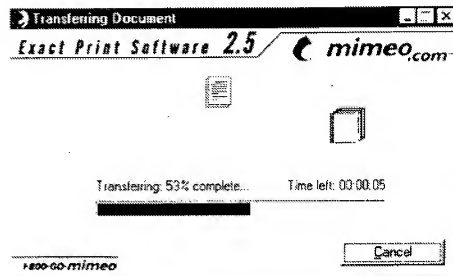 Transferring Document
Exact Print Software 2.5
mimeo.com
Transferring: 53% complete... Time left: 00:00:05
Cancel
1-800-GO-mimeo